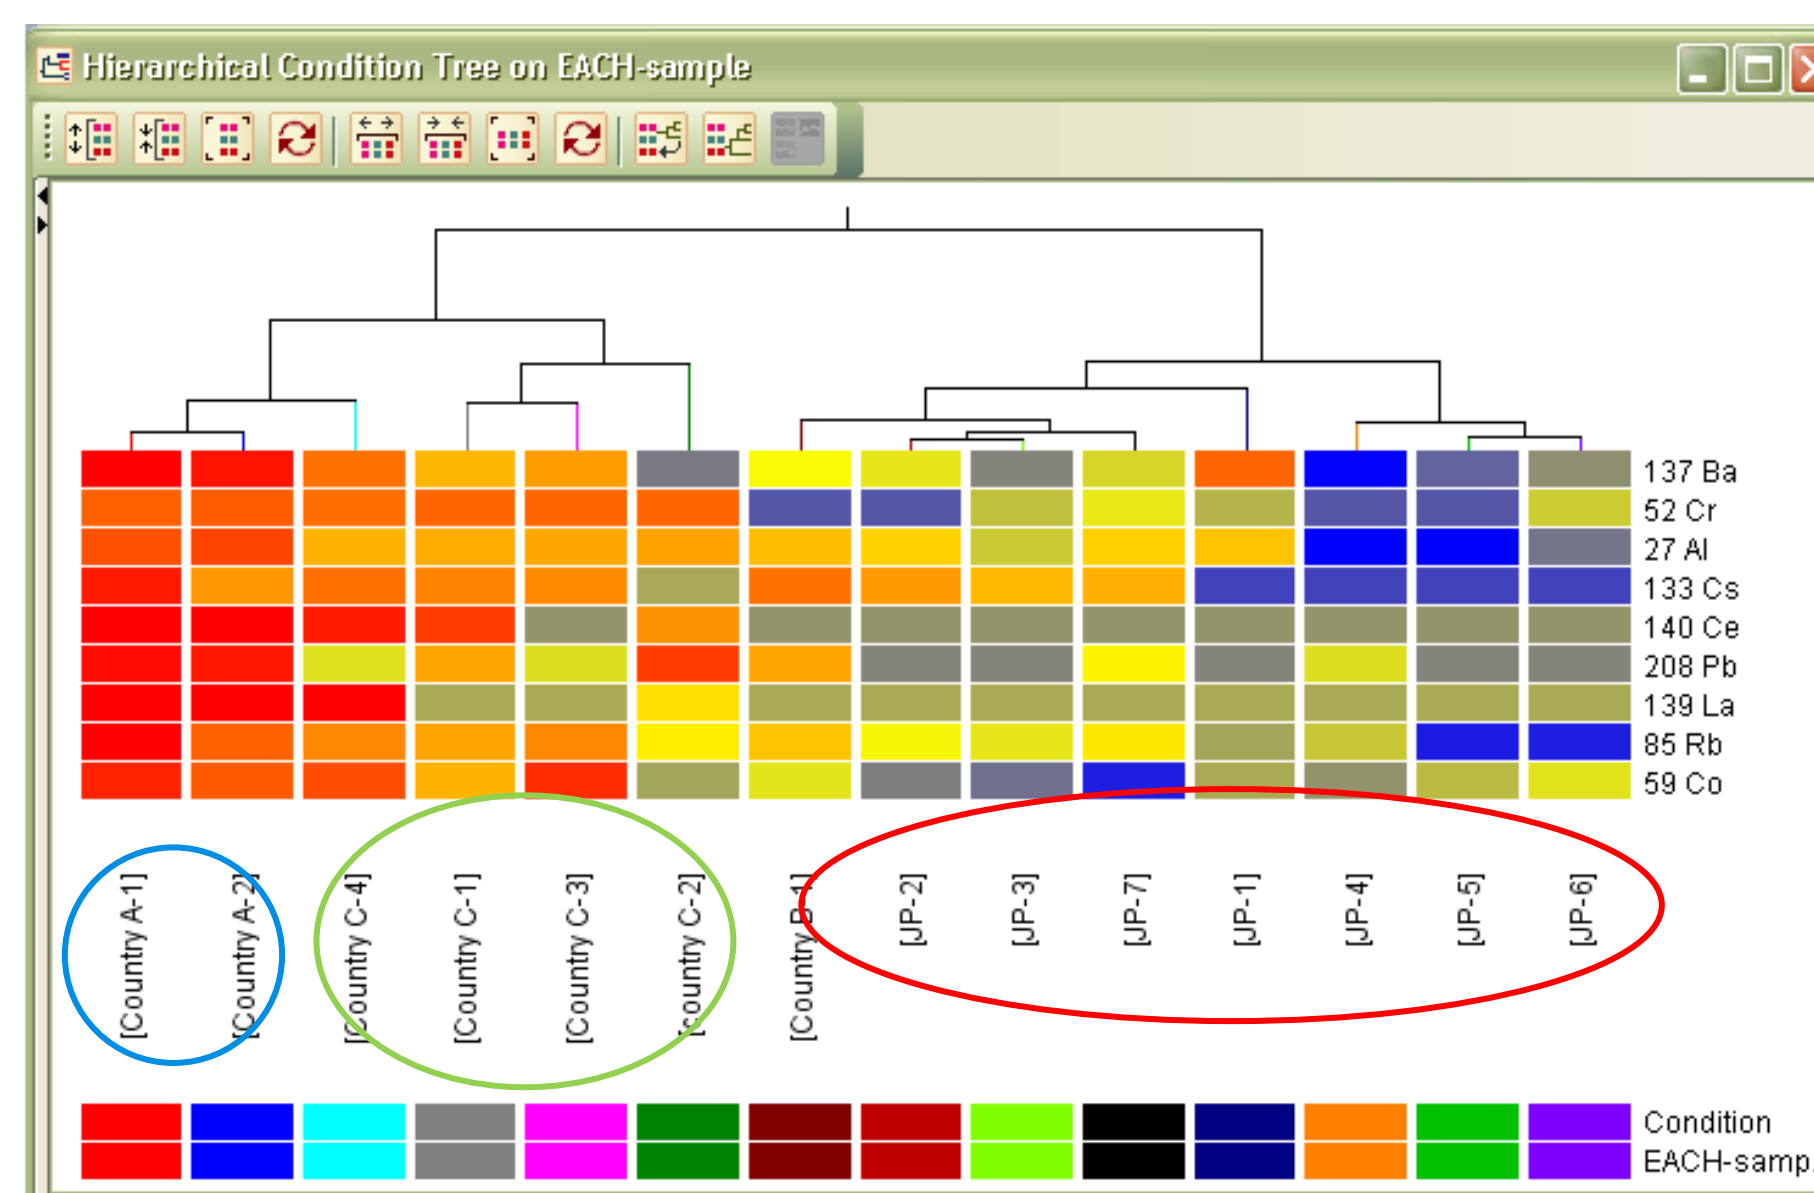 Hierarchical Condition Tree on EACH-sample
137 Ba
52 Cr
27 Al
133 Cs
140 Ce
208 Pb
139 La
85 Rb
59 Co
[Country A-1]
[Country A-2]
[Country C-4]
[Country C-1]
[Country C-3]
[country C-2]
[Country B-1]
[JP-2]
[JP-3]
[JP-7]
[JP-1]
[JP-4]
[JP-5]
[JP-6]
Condition
EACH-samp.